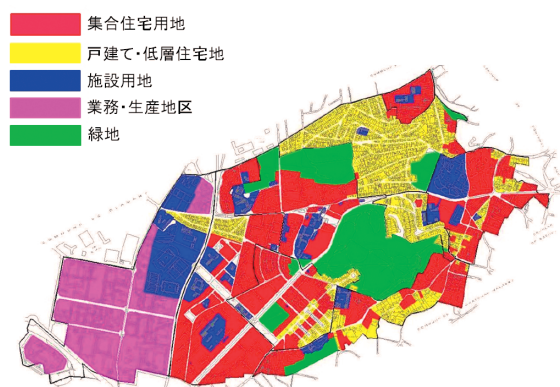 集合住宅用地
戸建て・低層住宅地
施設用地
業務・生産地区
緑地